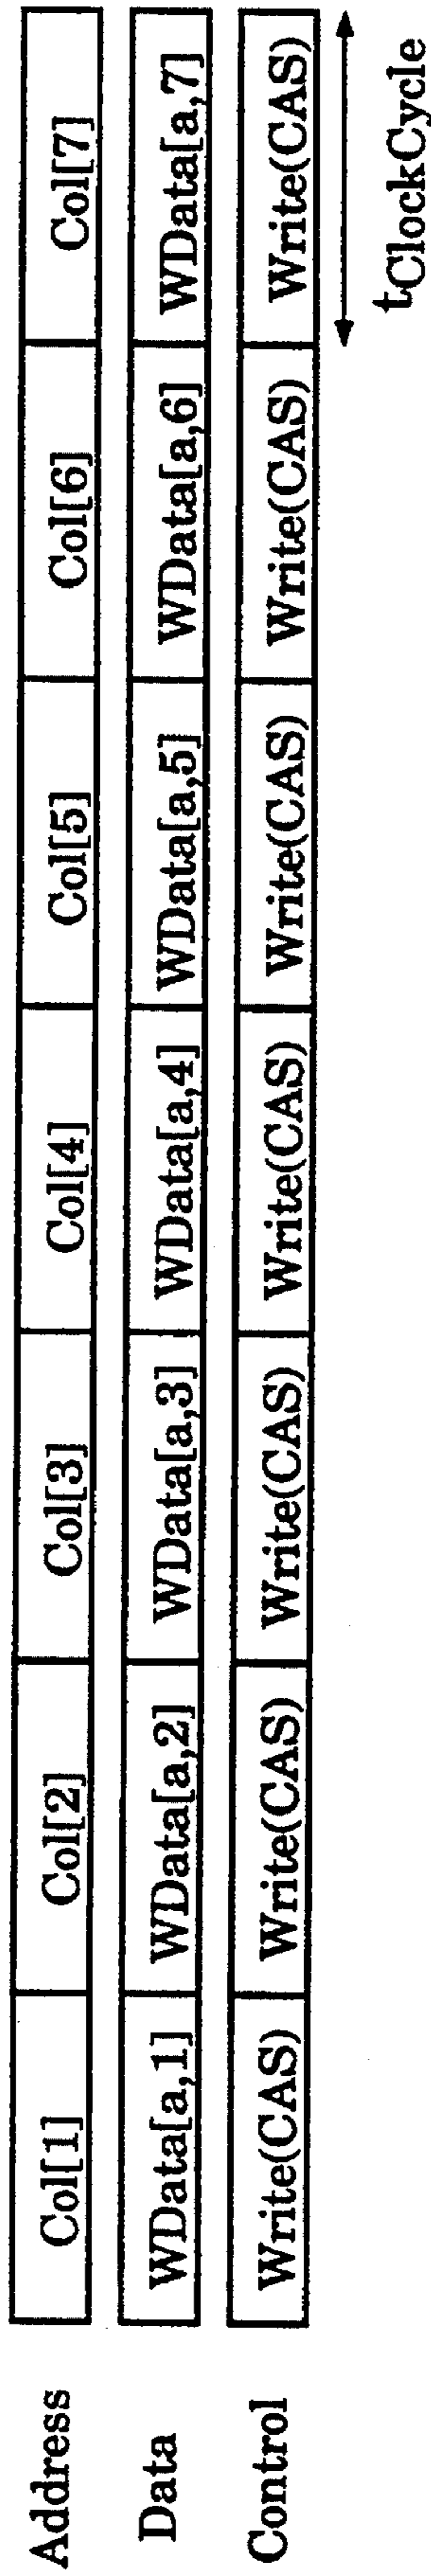 Address Col[1] Col[2] Col[3] Col[4] Col[5] Col[6] Col[7]
Data WData[a,1] WData[a,2] WData[a,3] WData[a,4] WData[a,5] WData[a,6] WData[a,7]
Control Write(CAS) Write(CAS) Write(CAS) Write(CAS) Write(CAS) Write(CAS) Write(CAS)
tClockCycle